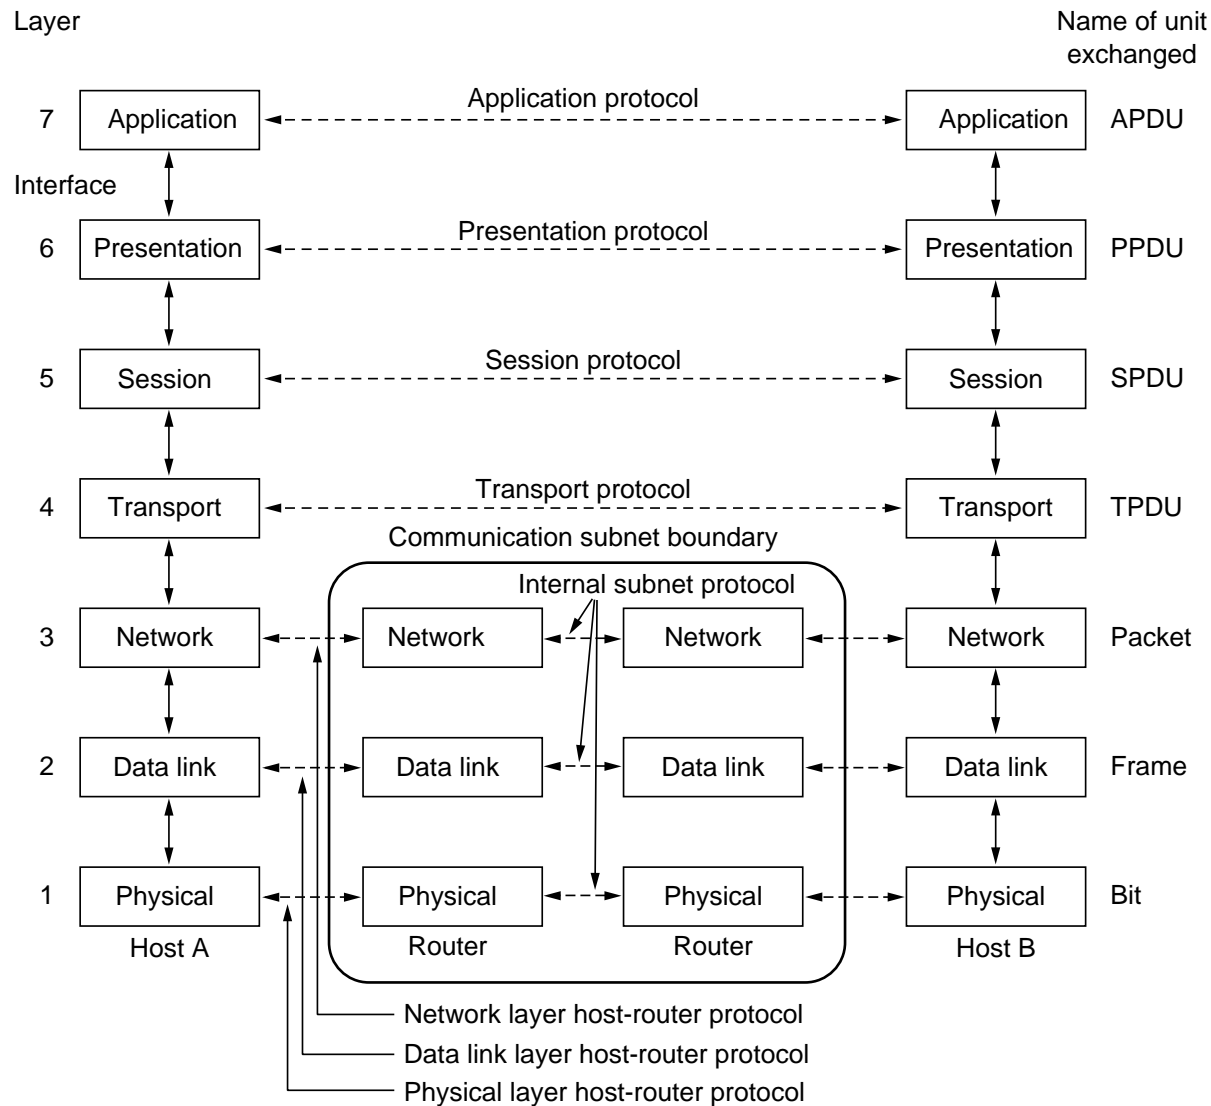 Layer
Name of unit
exchanged
Application protocol
7
Application
Application
APDU
Interface
Presentation protocol
6
Presentation
Presentation
PPDU
Session protocol
5
Session
Session
SPDU
Transport protocol
4
Transport
Transport
TPDU
Communication subnet boundary
Internal subnet protocol
3
Network
Network
Network
Network
Packet
2
Data link
Data link
Data link
Data link
Frame
1
Physical
Physical
Physical
Physical
Bit
Host A
Router
Router
Host B
Network layer host-router protocol
Data link layer host-router protocol
Physical layer host-router protocol